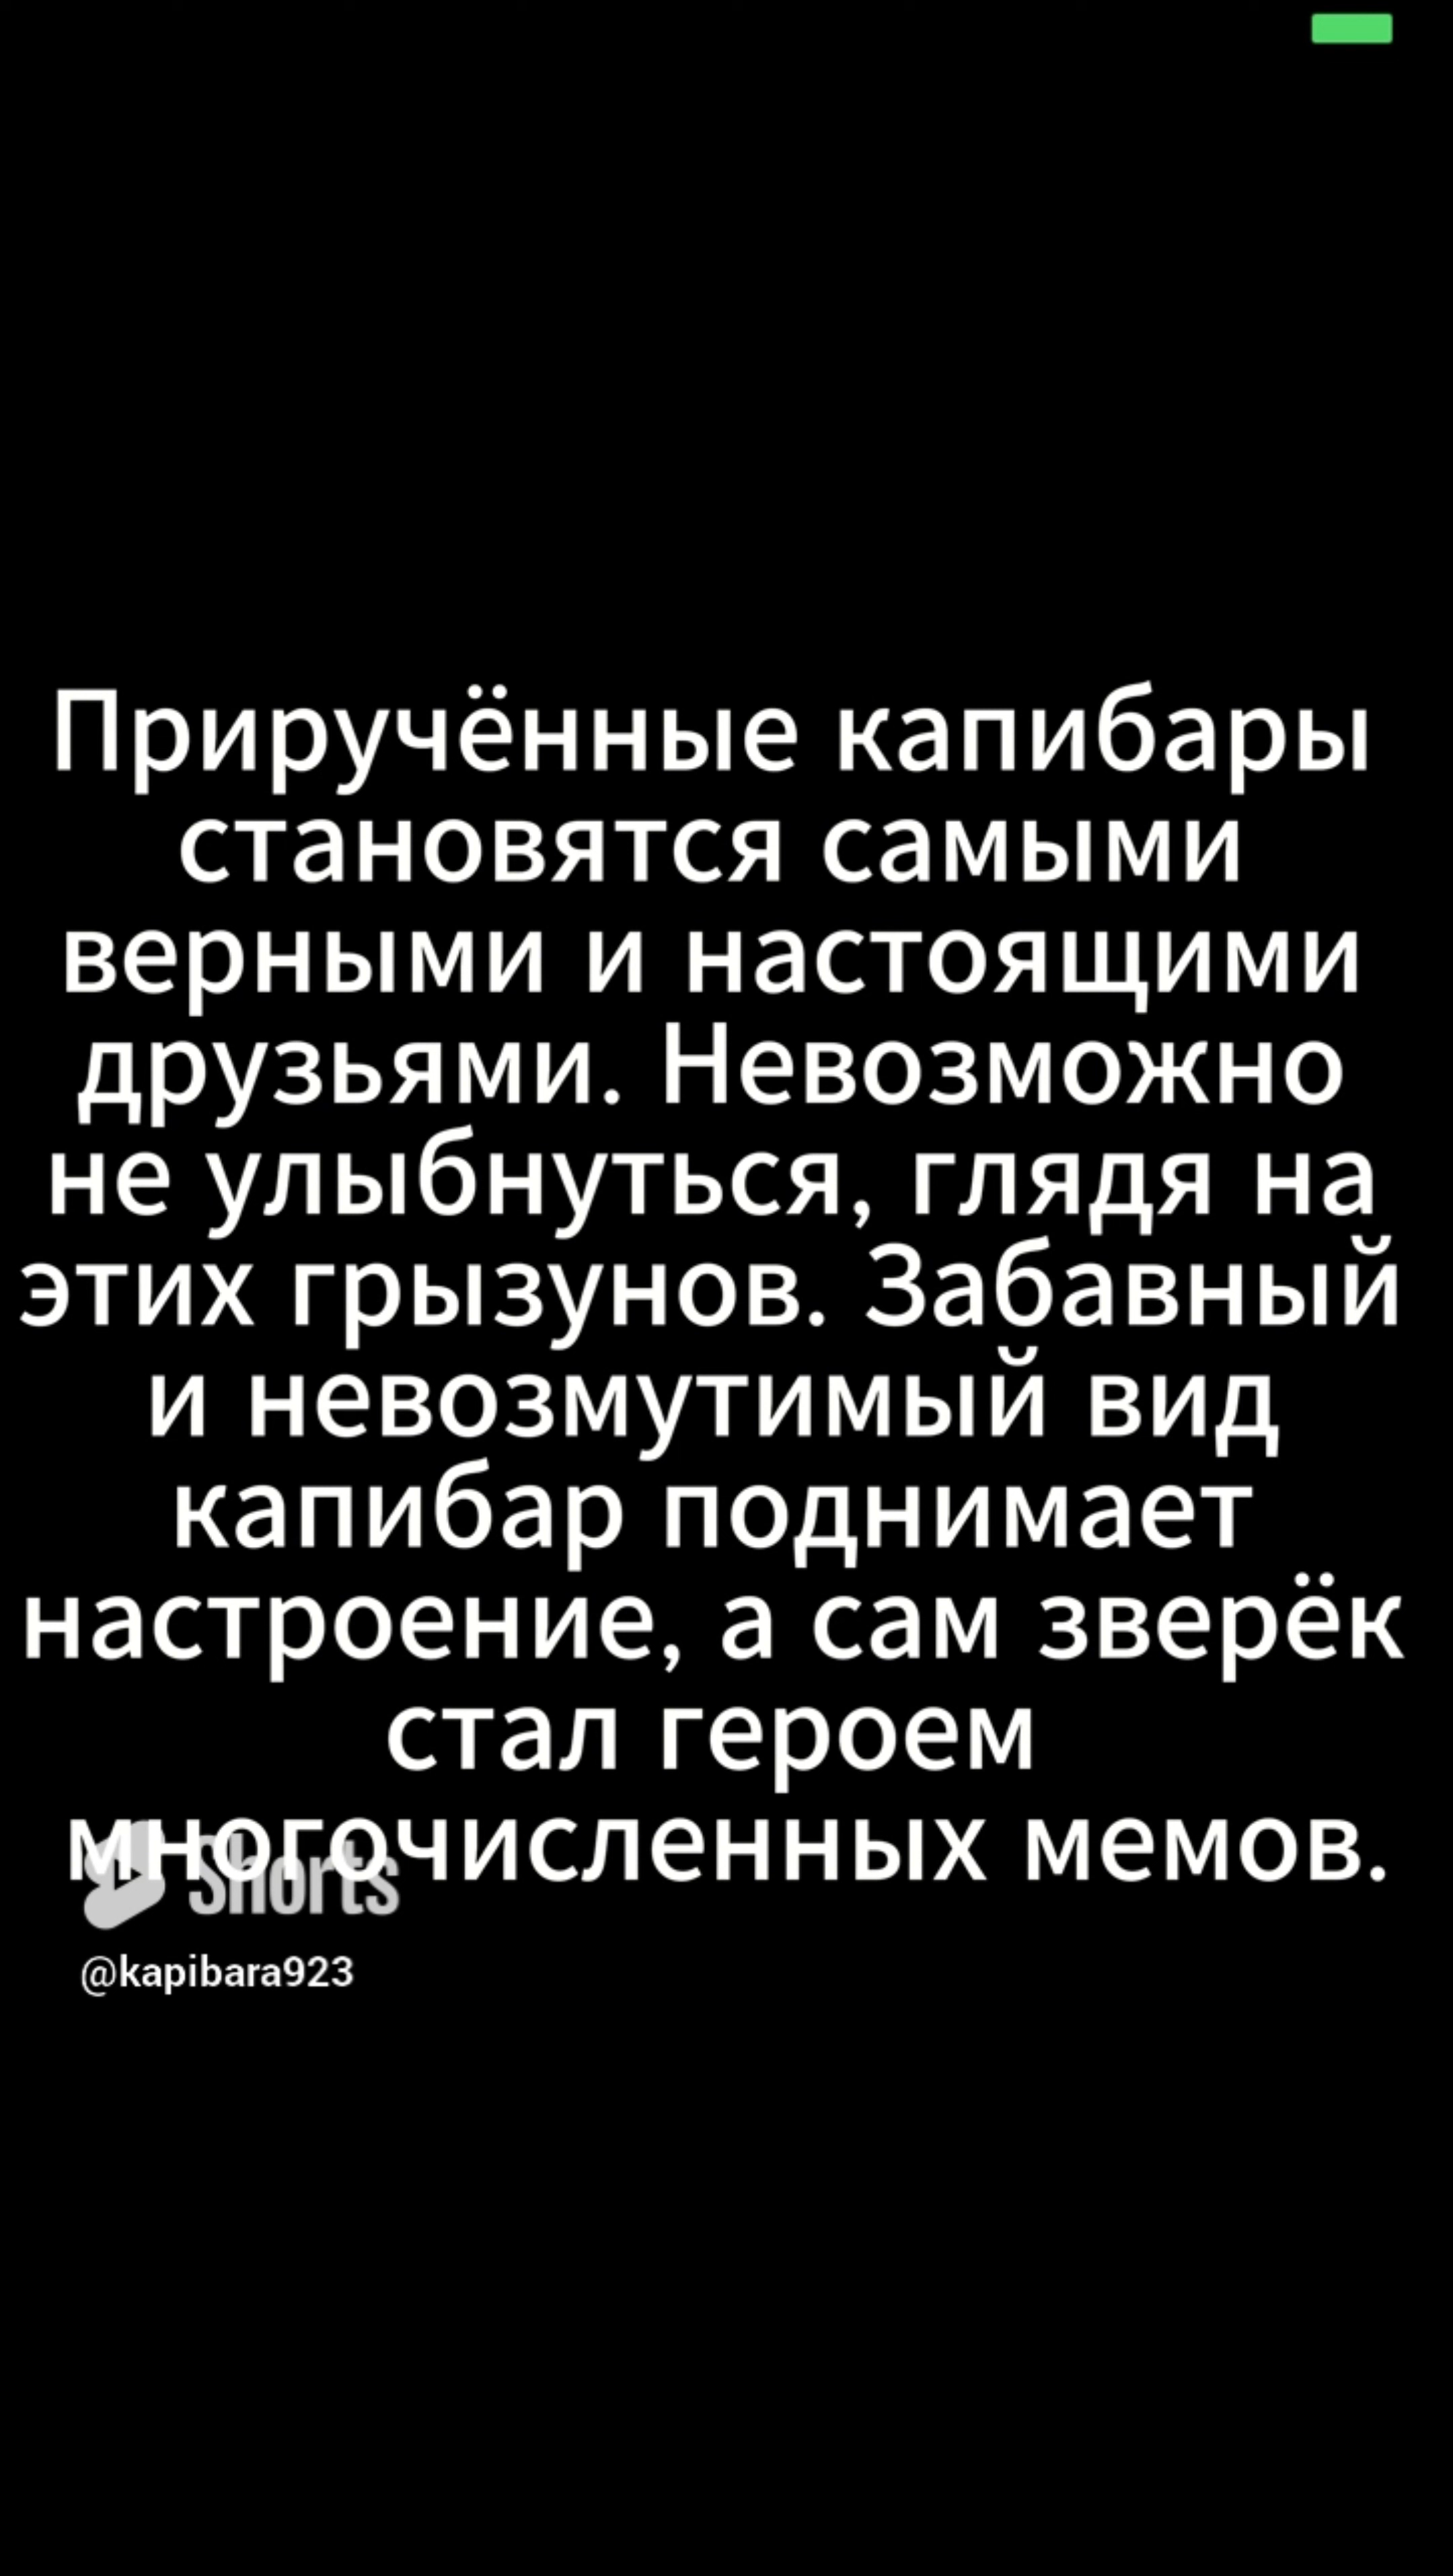 Приручённые капибары
становятся самыми
верными и настоящими
друзьями. Невозможно
не улыбнуться, глядя на
этих грызунов. Забавный
и невозмутимый вид
капибар поднимает
настроение, а сам зверёк
стал героем
многочисленных мемов.
Shorts
@kapibara923